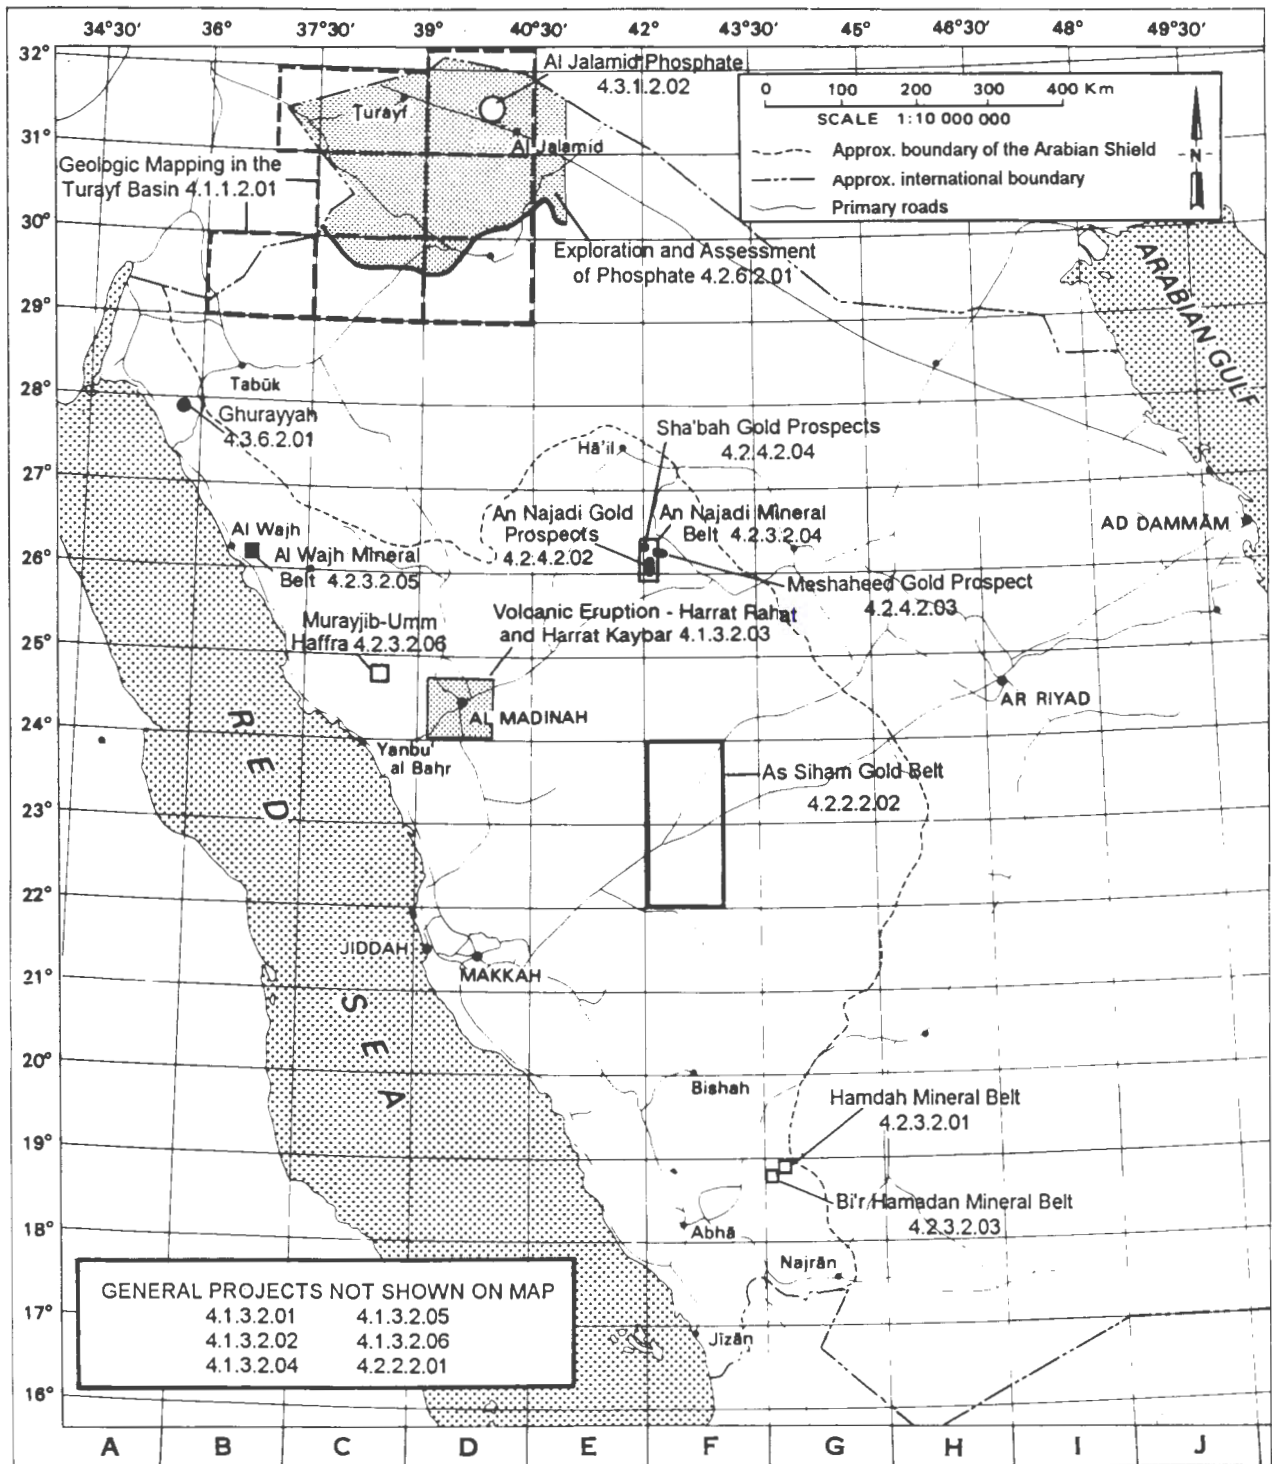 34°30′ 36° 37°30′ 39° 40°30′ 42° 43°30′ 45° 46°30′ 48° 49°30′
32°
31°
30°
29°
28°
27°
26°
25°
24°
23°
22°
21°
20°
19°
18°
17°
16°
Al Jalamid Phosphate
4.3.1.2.02
Turayf
Al Jalamid
0 100 200 300 400 Km
SCALE 1:10 000 000
Approx. boundary of the Arabian Shield
Approx. international boundary
Primary roads
N
Geologic Mapping in the
Turayf Basin 4.1.1.2.01
Exploration and Assessment
of Phosphate 4.2.6.2.01
ARABIAN GULF
Tabūk
Ghurayyah
4.3.6.2.01
Sha'bah Gold Prospects
4.2.4.2.04
Hā'il
An Najadi Gold
Prospects
4.2.4.2.02
An Najadi Mineral
Belt 4.2.3.2.04
AD DAMMĀM
Al Wajh
Al Wajh Mineral
Belt 4.2.3.2.05
Meshaheed Gold Prospect
4.2.4.2.03
Murayjib-Umm
Haffra 4.2.3.2.06
Volcanic Eruption - Harrat Rahat
and Harrat Kaybar 4.1.3.2.03
AL MADINAH
AR RIYAD
Yanbu'
al Bahr
As Siham Gold Belt
4.2.2.2.02
RED SEA
JIDDAH
MAKKAH
Bishah
Hamdah Mineral Belt
4.2.3.2.01
Bi'r Hamadan Mineral Belt
4.2.3.2.03
Abhā
Najrān
Jīzān
GENERAL PROJECTS NOT SHOWN ON MAP
4.1.3.2.01 4.1.3.2.05
4.1.3.2.02 4.1.3.2.06
4.1.3.2.04 4.2.2.2.01
A B C D E F G H I J